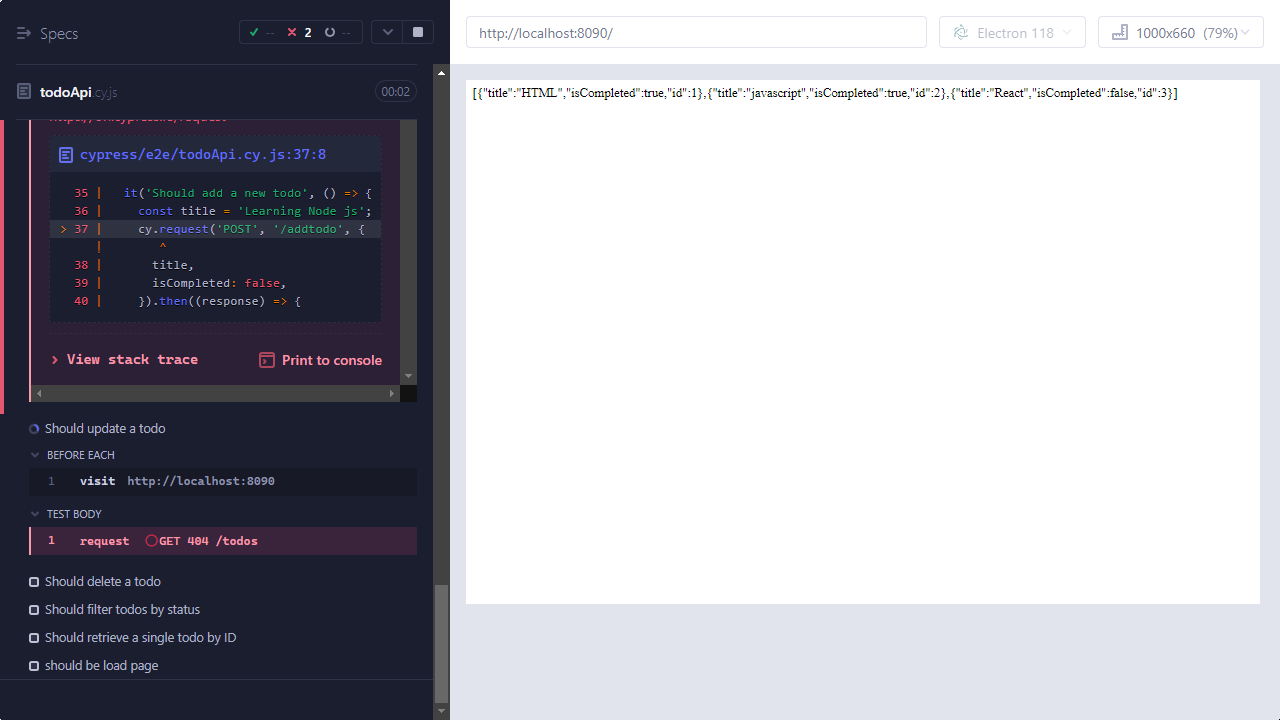 Specs
-- 2 --
http://localhost:8090/
Electron 118
1000x660 (79%)
todoApi.cy.js
00:02
[{"title":"HTML","isCompleted":true,"id":1},{"title":"javascript","isCompleted":true,"id":2},{"title":"React","isCompleted":false,"id":3}]
cypress/e2e/todoApi.cy.js:37:8
35 | it('Should add a new todo', () => {
36 | const title = 'Learning Node js';
> 37 | cy.request('POST', '/addtodo', {
| ^
38 | title,
39 | isCompleted: false,
40 | }).then((response) => {
> View stack trace
Print to console
Should update a todo
BEFORE EACH
1 visit http://localhost:8090
TEST BODY
1 request GET 404 /todos
Should delete a todo
Should filter todos by status
Should retrieve a single todo by ID
should be load page